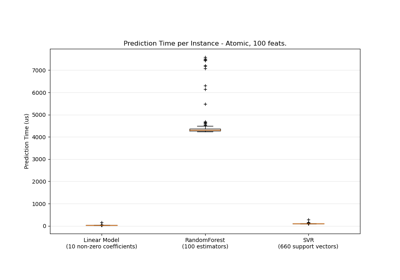 Prediction Time per Instance - Atomic, 100 feats.
Prediction Time (us)
7000
6000
5000
4000
3000
2000
1000
0
Linear Model
(10 non-zero coefficients)
RandomForest
(100 estimators)
SVR
(660 support vectors)